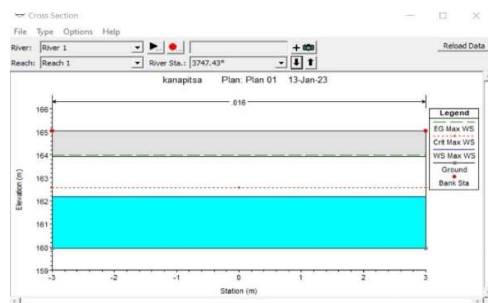 Cross Section
File Type Options Help
River: River 1
Reload Data
Reach: Reach 1 River Sta.: 3747.43*
kanapitsa Plan: Plan 01 13-Jan-23
.016
Legend
EG Max WS
Crit Max WS
WS Max WS
Ground
Bank Sta
Elevation (m)
166
165
164
163
162
161
160
159
-3 -2 -1 0 1 2 3
Station (m)